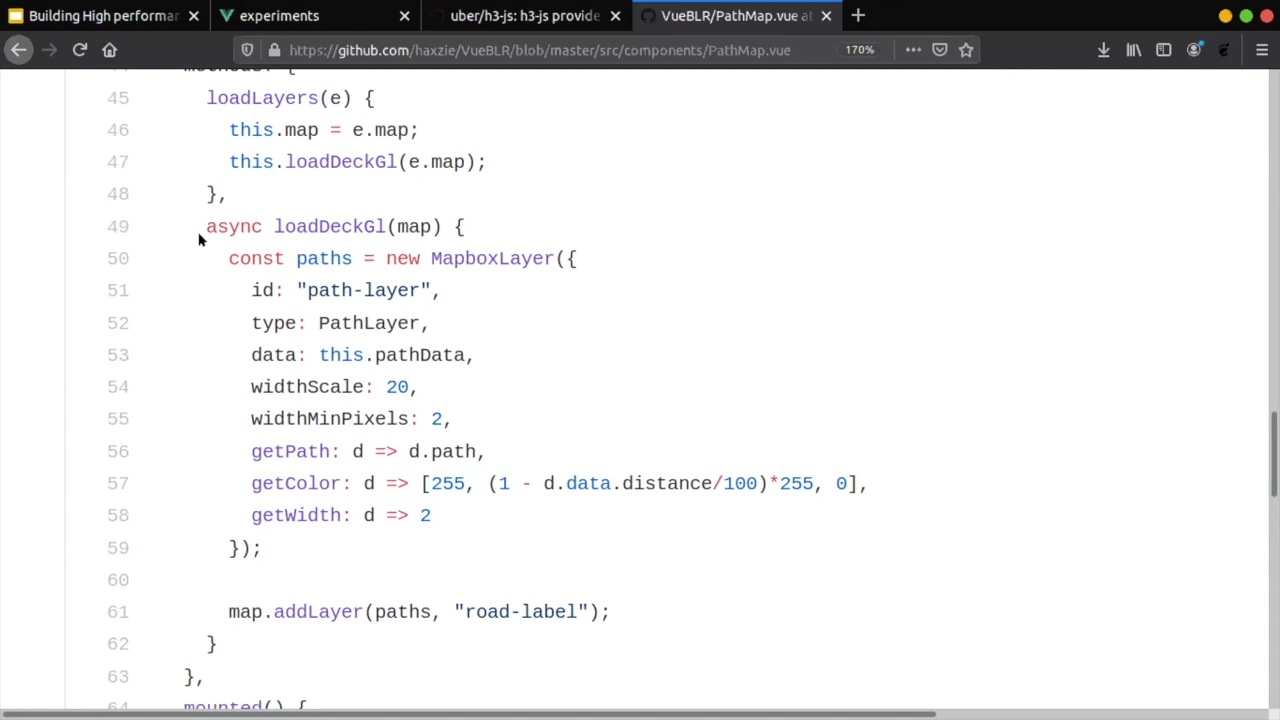 Building High performar
experiments
uber/h3-js: h3-js provide
VueBLR/PathMap.vue at
https://github.com/haxzie/VueBLR/blob/master/src/components/PathMap.vue
170%
methods: {
45 loadLayers(e) {
46 this.map = e.map;
47 this.loadDeckGl(e.map);
48 },
49 async loadDeckGl(map) {
50 const paths = new MapboxLayer({
51 id: "path-layer",
52 type: PathLayer,
53 data: this.pathData,
54 widthScale: 20,
55 widthMinPixels: 2,
56 getPath: d => d.path,
57 getColor: d => [255, (1 - d.data.distance/100)*255, 0],
58 getWidth: d => 2
59 });
60
61 map.addLayer(paths, "road-label");
62 }
63 },
64 mounted() {